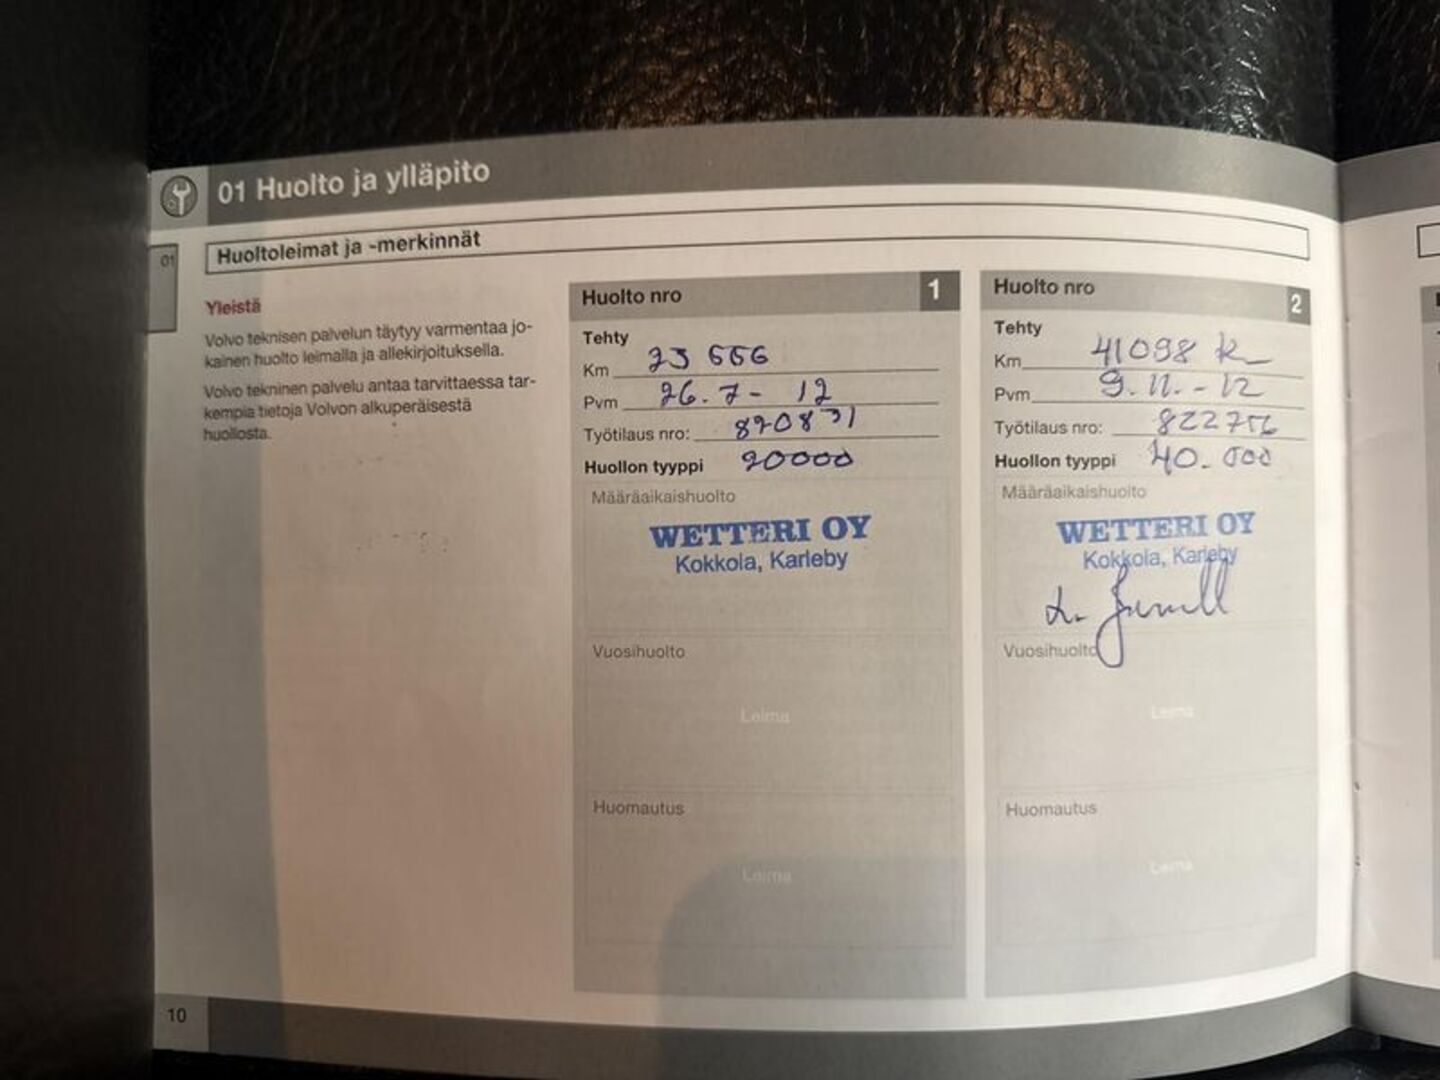 01 Huolto ja ylläpito
01
Huoltoleimat ja -merkinnät
Yleistä
Volvo teknisen palvelun täytyy varmentaa jo-
kainen huolto leimalla ja allekirjoituksella.
Volvo tekninen palvelu antaa tarvittaessa tar-
kempia tietoja Volvon alkuperäisestä
huollosta.
Huolto nro 1
Tehty
Km
Pvm 26.7- 12
Työtilaus nro: 820831
Huollon tyyppi 20000
Määräaikaishuolto
WETTERI OY
Kokkola, Karleby
Vuosihuolto
Leima
Huomautus
Leima
Huolto nro 2
Tehty
Km 41098 km
Pvm 9.11.-12
Työtilaus nro: 822756
Huollon tyyppi 40.000
Määräaikaishuolto
WETTERI OY
Kokkola, Karleby
Vuosihuolto
Leima
Huomautus
Leima
10